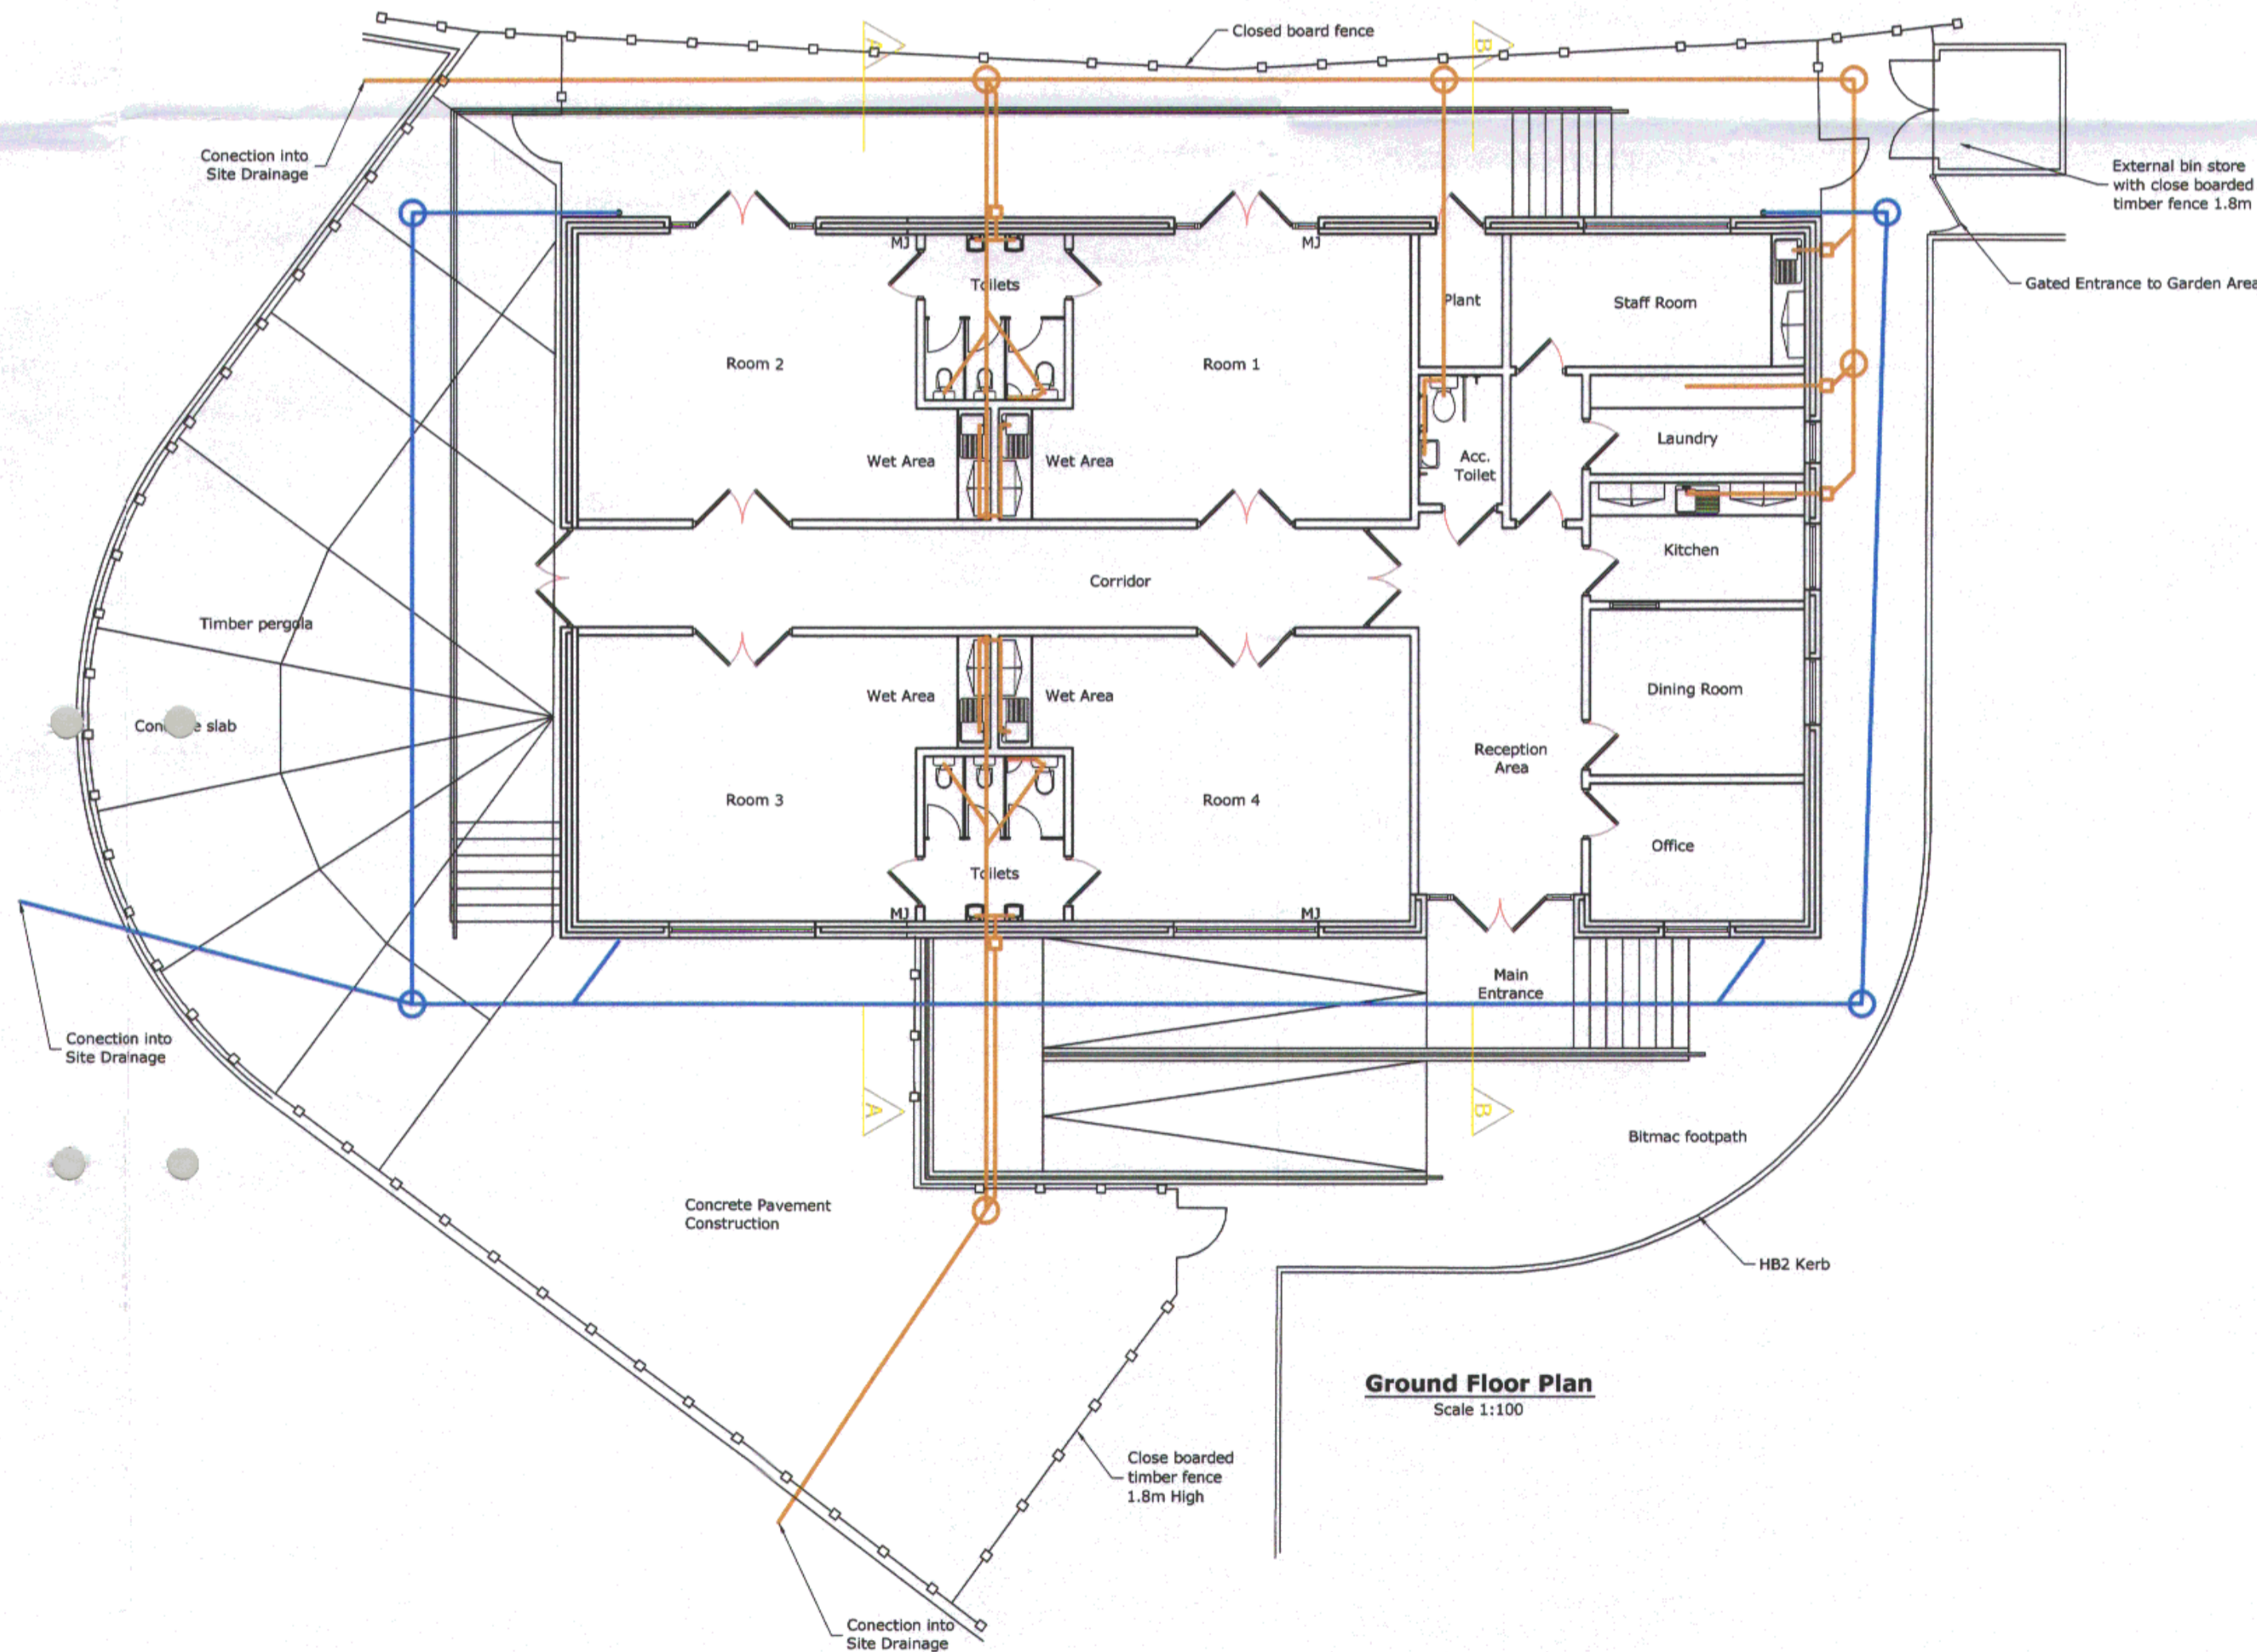 Closed board fence
A
B
Conection into
Site Drainage
External bin store
with close boarded
timber fence 1.8m
Gated Entrance to Garden Area
MJ
MJ
Toilets
Plant
Staff Room
Room 2
Room 1
Laundry
Wet Area
Wet Area
Acc.
Toilet
Kitchen
Corridor
Timber pergola
Dining Room
Wet Area
Wet Area
slab
Reception
Area
Room 3
Room 4
Office
Toilets
MJ
MJ
Main
Entrance
Conection into
Site Drainage
A
B
Bitmac footpath
Concrete Pavement
Construction
HB2 Kerb
Ground Floor Plan
Scale 1:100
Close boarded
timber fence
1.8m High
Conection into
Site Drainage